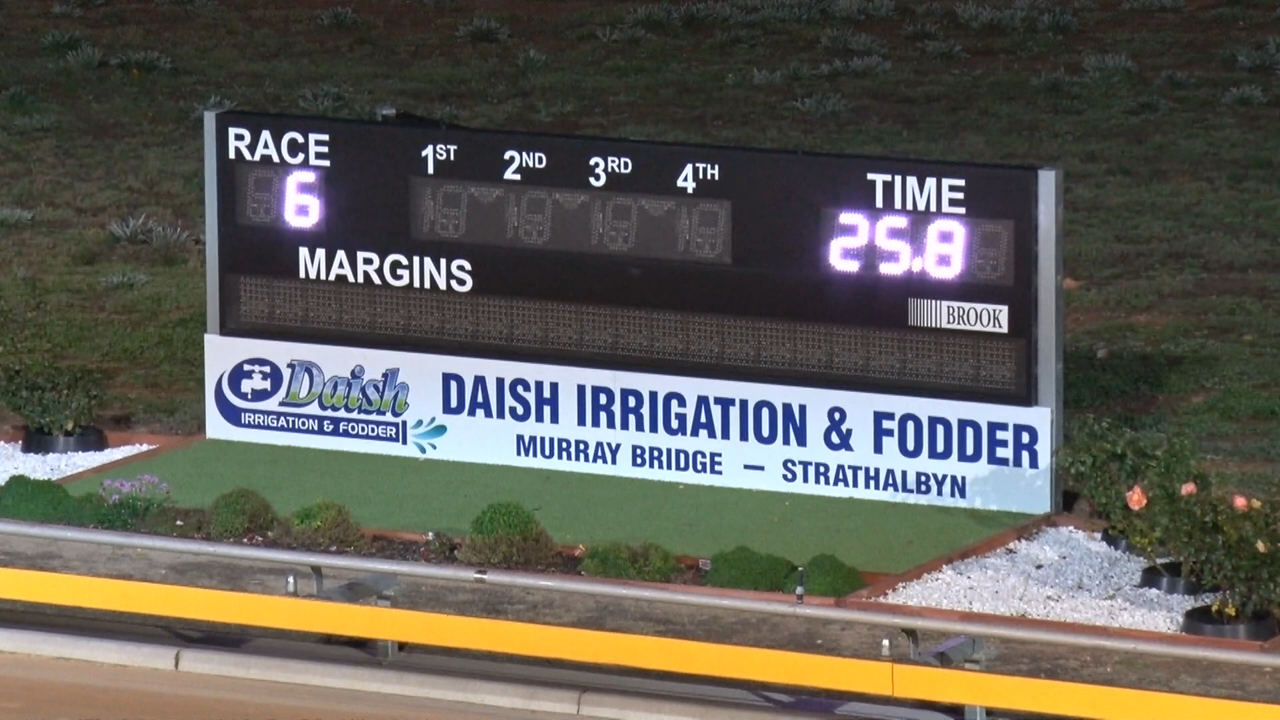 RACE 1ST 2ND 3RD 4TH TIME
6 25.8
MARGINS
BROOK
Daish
IRRIGATION & FODDER
DAISH IRRIGATION & FODDER
MURRAY BRIDGE – STRATHALBYN